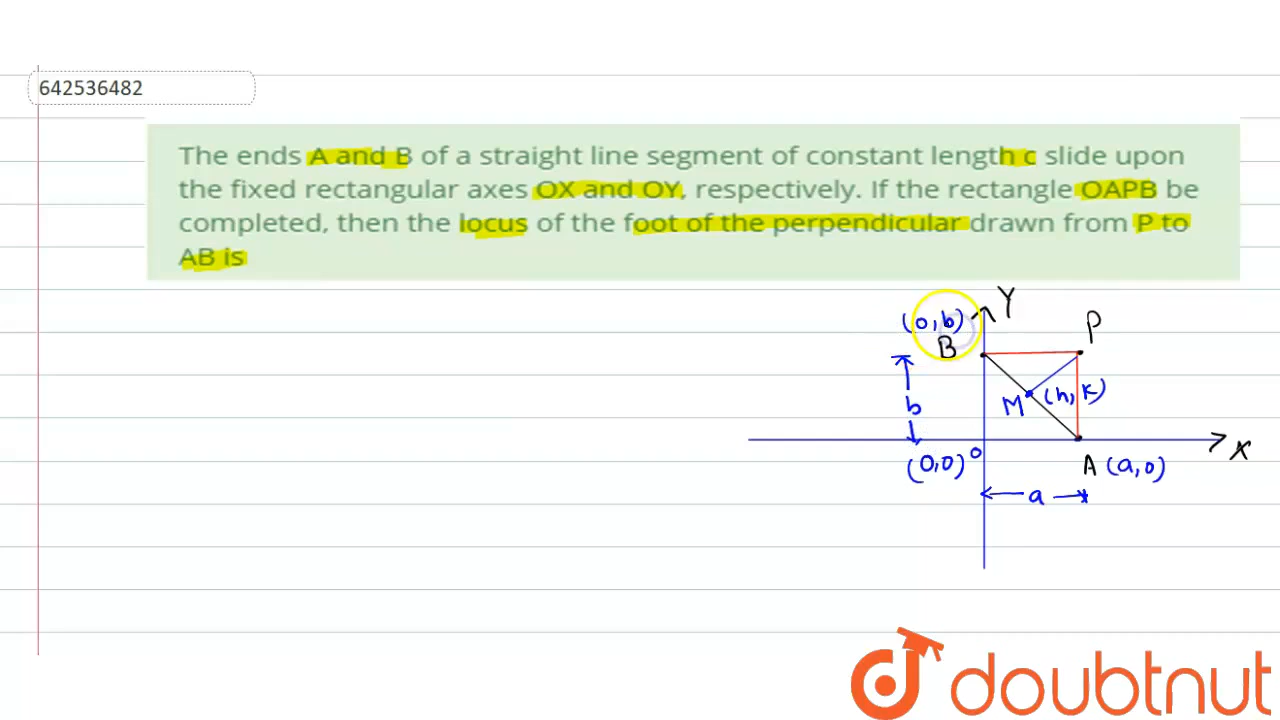 642536482
The ends A and B of a straight line segment of constant length c slide upon
the fixed rectangular axes OX and OY, respectively. If the rectangle OAPB be
completed, then the locus of the foot of the perpendicular drawn from P to
AB is
Y
(0,b)
P
B
M (h, k)
b
X
(0,0) O
A (a,0)
a
doubtnut